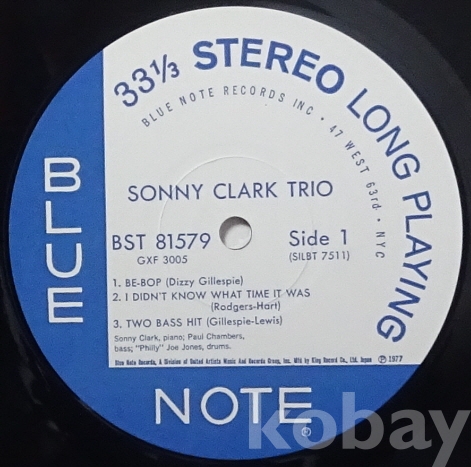 33⅓ STEREO LONG PLAYING
BLUE NOTE RECORDS INC • 47 WEST 63rd • NYC
BLUE
SONNY CLARK TRIO
BST 81579 Side 1
GXF 3005 (SILBT 7511)
1. BE-BOP (Dizzy Gillespie)
2. I DIDN'T KNOW WHAT TIME IT WAS
(Rodgers-Hart)
3. TWO BASS HIT (Gillespie-Lewis)
Sonny Clark, piano; Paul Chambers,
bass; "Philly" Joe Jones, drums.
Blue Note Records, A Division of United Artists Music And Records Group, Inc. Mfd by King Record Co., Ltd. Japan ℗ 1977
NOTE®
kobay